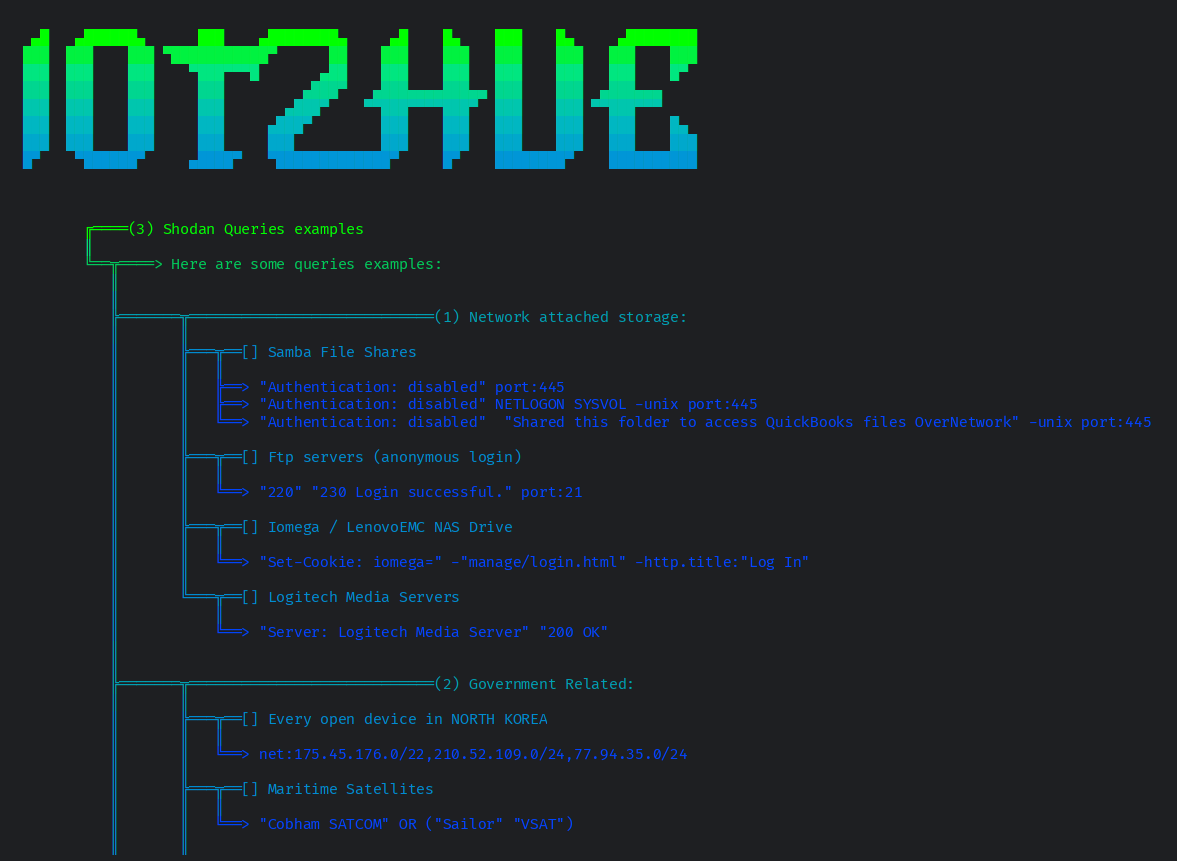 IOTZHUE
(3) Shodan Queries examples
> Here are some queries examples:
(1) Network attached storage:
[] Samba File Shares
> "Authentication: disabled" port:445
> "Authentication: disabled" NETLOGON SYSVOL -unix port:445
> "Authentication: disabled"  "Shared this folder to access QuickBooks files OverNetwork" -unix port:445
[] Ftp servers (anonymous login)
> "220" "230 Login successful." port:21
[] Iomega / LenovoEMC NAS Drive
> "Set-Cookie: iomega=" -"manage/login.html" -http.title:"Log In"
[] Logitech Media Servers
> "Server: Logitech Media Server" "200 OK"
(2) Government Related:
[] Every open device in NORTH KOREA
> net:175.45.176.0/22,210.52.109.0/24,77.94.35.0/24
[] Maritime Satellites
> "Cobham SATCOM" OR ("Sailor" "VSAT")